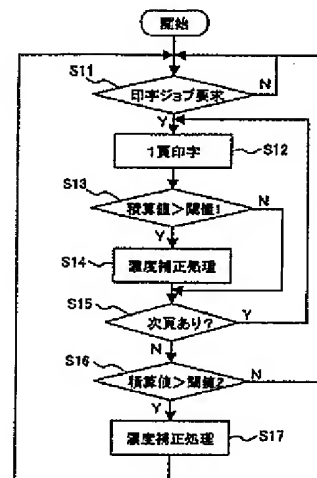 開始
S11
印字ジョブ要求
N
Y
1頁印字
S12
S13
積算値>閾値1
N
Y
S14
濃度補正処理
S15
次頁あり?
Y
N
S16
積算値>閾値2
N
Y
濃度補正処理
S17